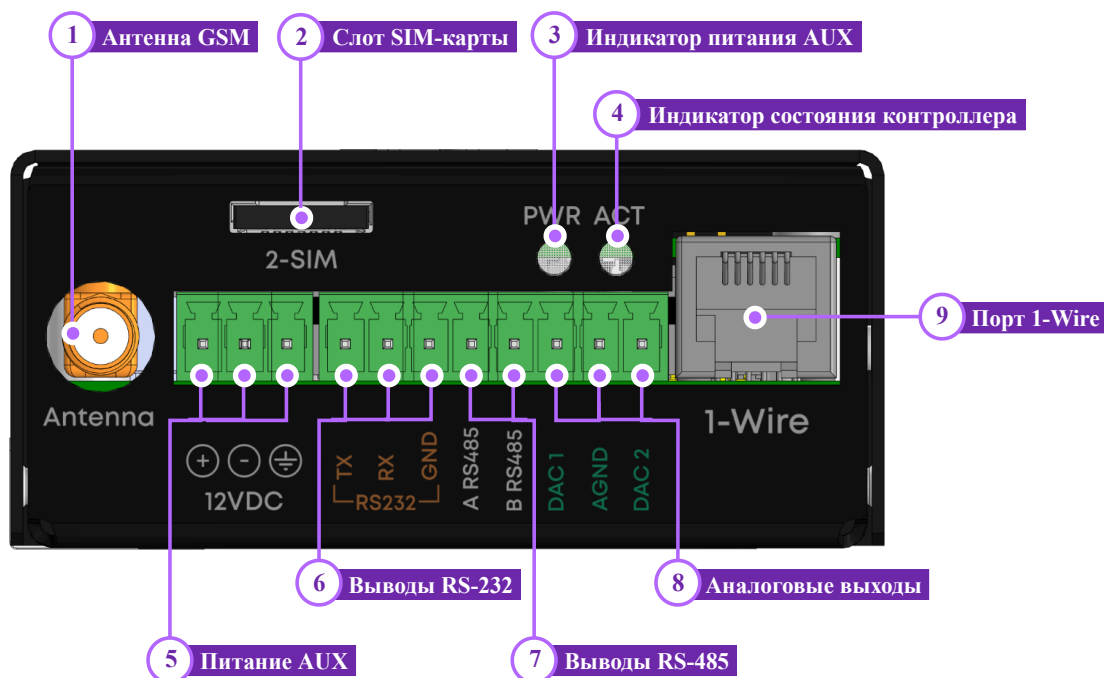 1 Антенна GSM
2 Слот SIM-карты
3 Индикатор питания AUX
4 Индикатор состояния контроллера
PWR ACT
2-SIM
9 Порт 1-Wire
Antenna
1-Wire
+ -
12VDC
TX
RX
GND
RS232
A RS485
B RS485
DAC 1
AGND
DAC 2
6 Выводы RS-232
8 Аналоговые выходы
5 Питание AUX
7 Выводы RS-485